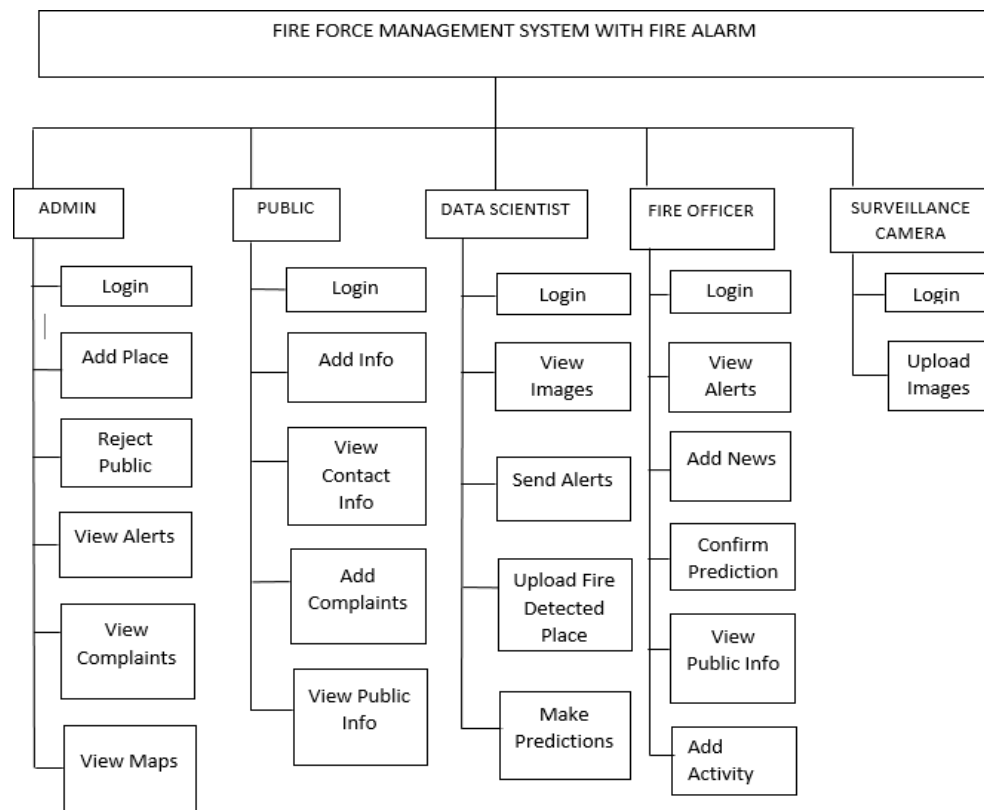 FIRE FORCE MANAGEMENT SYSTEM WITH FIRE ALARM
ADMIN
Login
Add Place
Reject
Public
View Alerts
View
Complaints
View Maps
PUBLIC
Login
Add Info
View
Contact
Info
Add
Complaints
View Public
Info
DATA SCIENTIST
Login
View
Images
Send Alerts
Upload Fire
Detected
Place
Make
Predictions
FIRE OFFICER
Login
View
Alerts
Add News
Confirm
Prediction
View
Public Info
Add
Activity
SURVEILLANCE
CAMERA
Login
Upload
Images